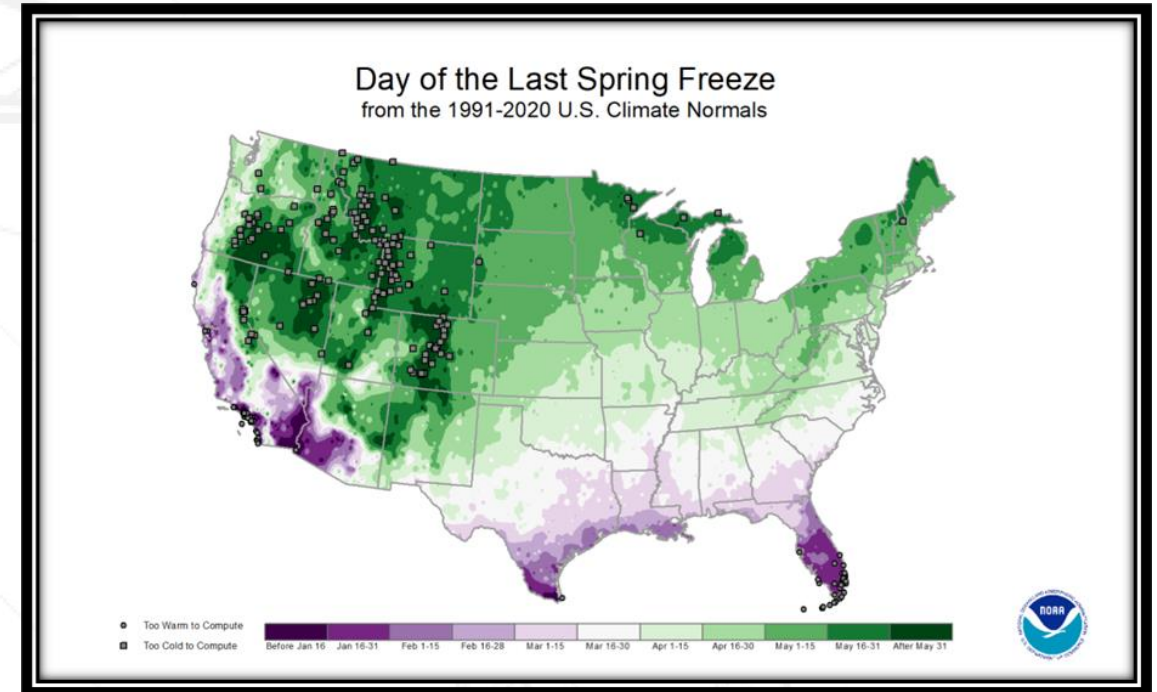 Day of the Last Spring Freeze
from the 1991-2020 U.S. Climate Normals
Too Warm to Compute
Too Cold to Compute
Before Jan 16 Jan 16-31 Feb 1-15 Feb 16-28 Mar 1-15 Mar 16-30 Apr 1-15 Apr 16-30 May 1-15 May 16-31 After May 31
NOAA